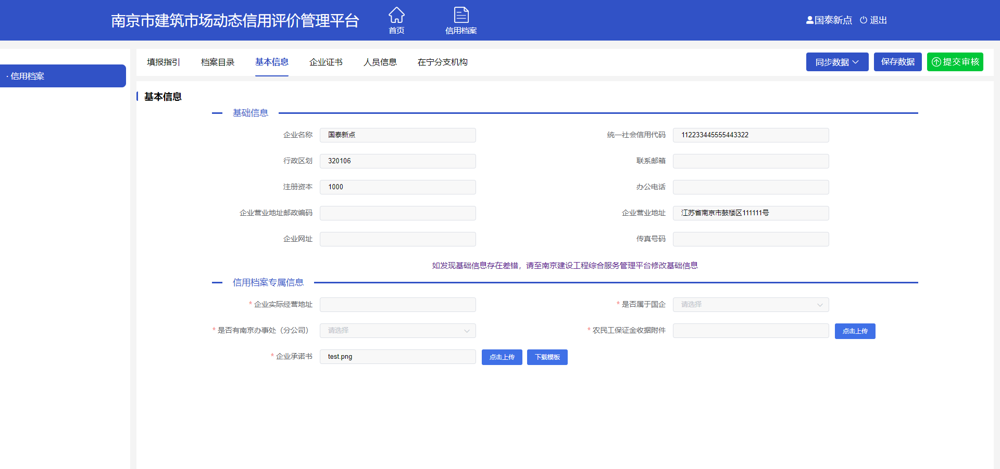 南京市建筑市场动态信用评价管理平台
首页
信用档案
国泰新点 退出
· 信用档案
填报指引 档案目录 基本信息 企业证书 人员信息 在宁分支机构
同步数据 保存数据 提交审核
基本信息
基础信息
企业名称 国泰新点 统一社会信用代码 112233445555443322
行政区划 320106 联系邮箱
注册资本 1000 办公电话
企业营业地址邮政编码 企业营业地址 江苏省南京市鼓楼区111111号
企业网址 传真号码
如发现基础信息存在差错，请至南京建设工程综合服务管理平台修改基础信息
信用档案专属信息
* 企业实际经营地址 * 是否属于国企 请选择
* 是否有南京办事处（分公司） 请选择 * 农民工保证金收据附件 点击上传
* 企业承诺书 test.png 点击上传 下载模板